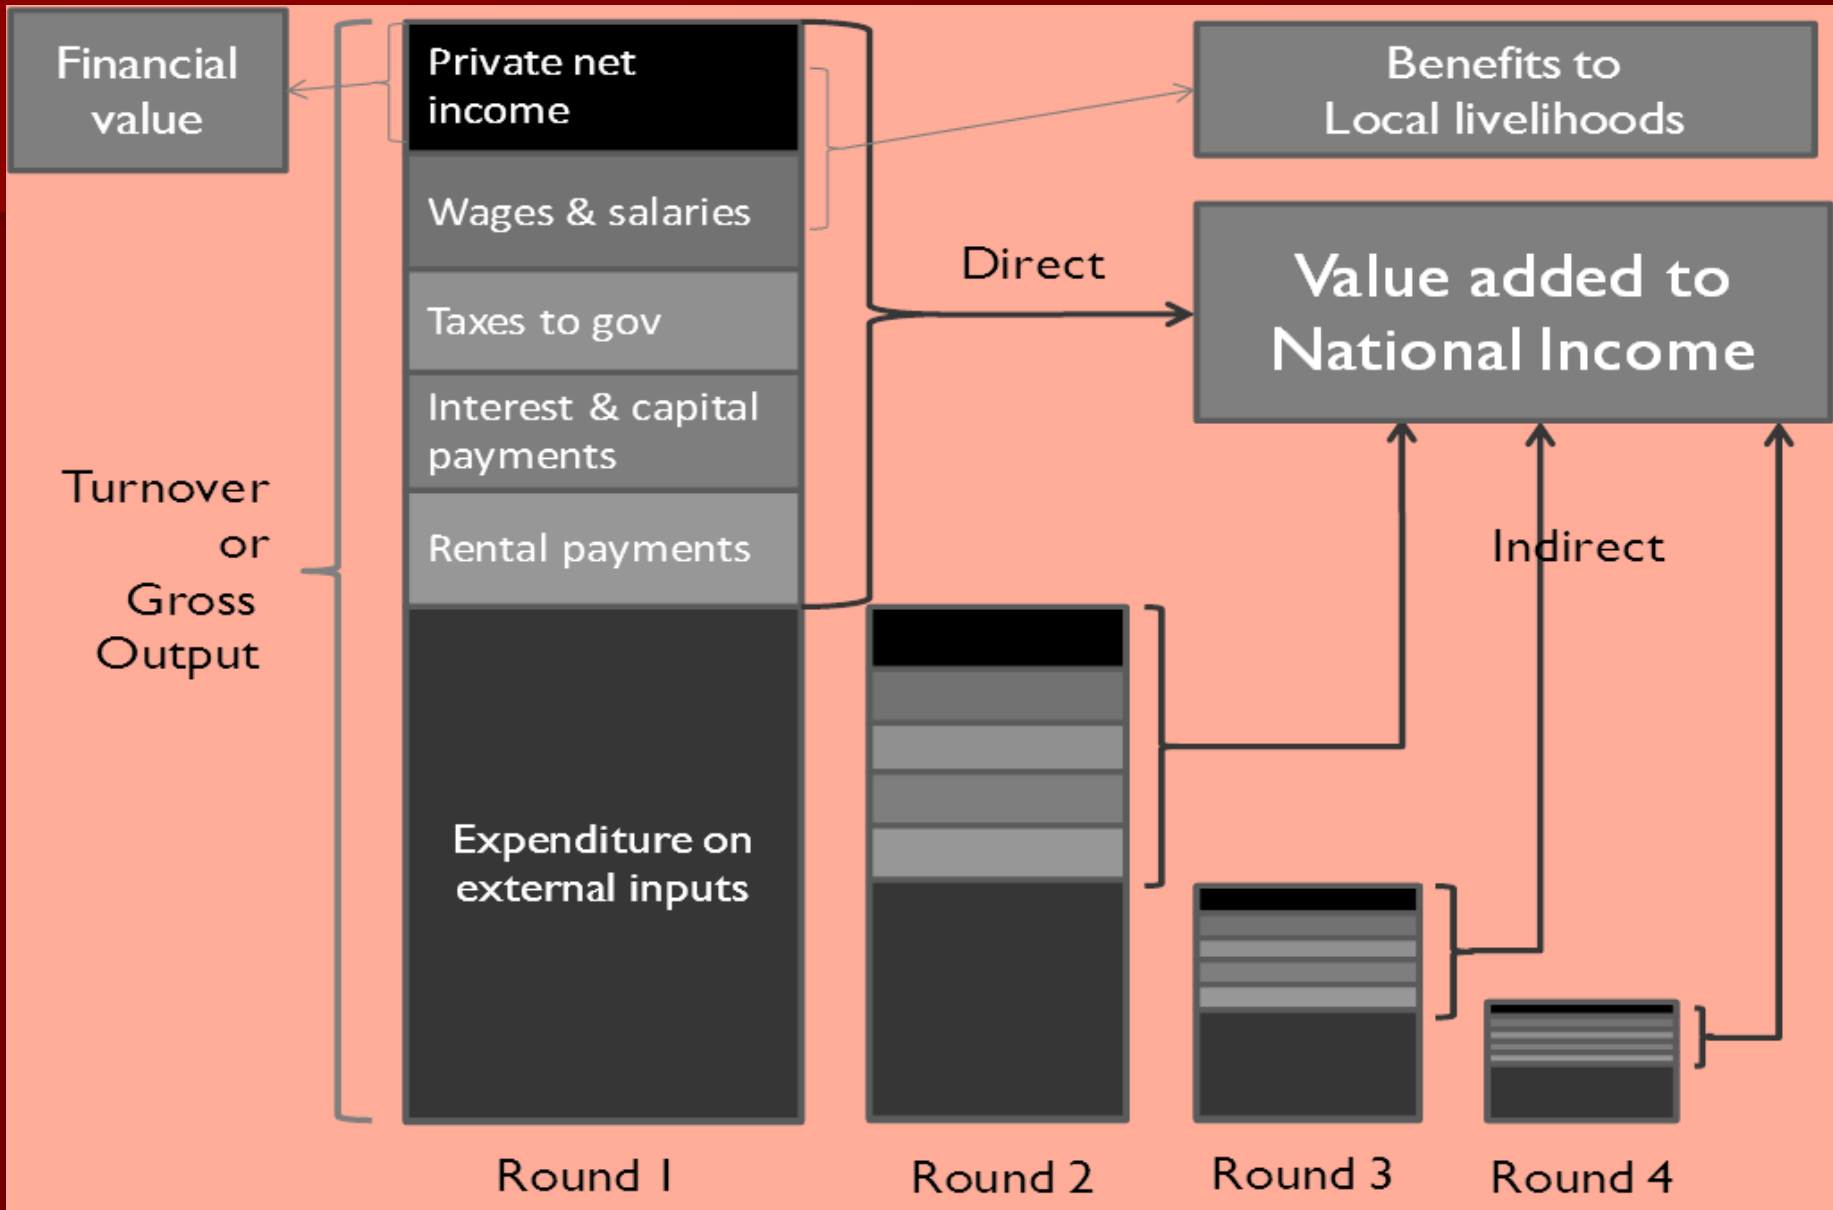 Financial
value
Private net
income
Wages & salaries
Taxes to gov
Interest & capital
payments
Rental payments
Expenditure on
external inputs
Turnover
or
Gross
Output
Benefits to
Local livelihoods
Direct
Value added to
National Income
Indirect
Round 1
Round 2
Round 3
Round 4